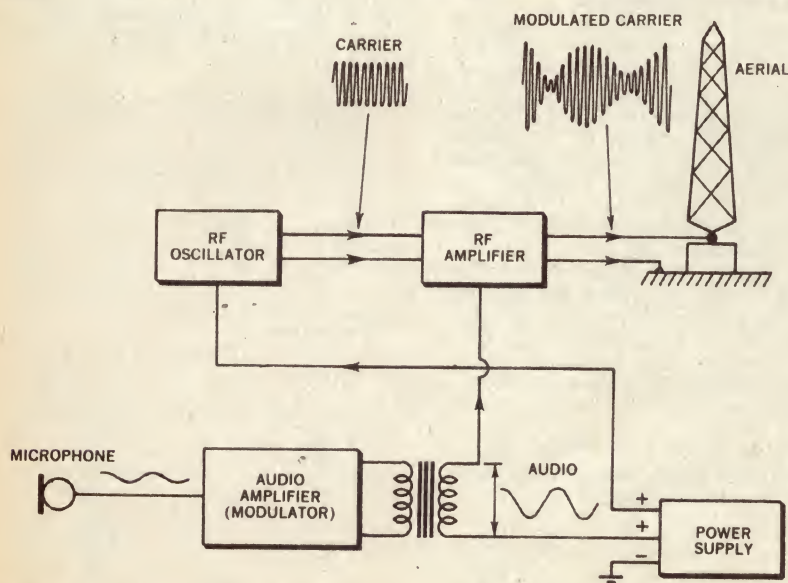 MODULATED CARRIER
CARRIER
AERIAL
RF
OSCILLATOR
RF
AMPLIFIER
MICROPHONE
AUDIO
AMPLIFIER
(MODULATOR)
AUDIO
+
+
−
POWER
SUPPLY